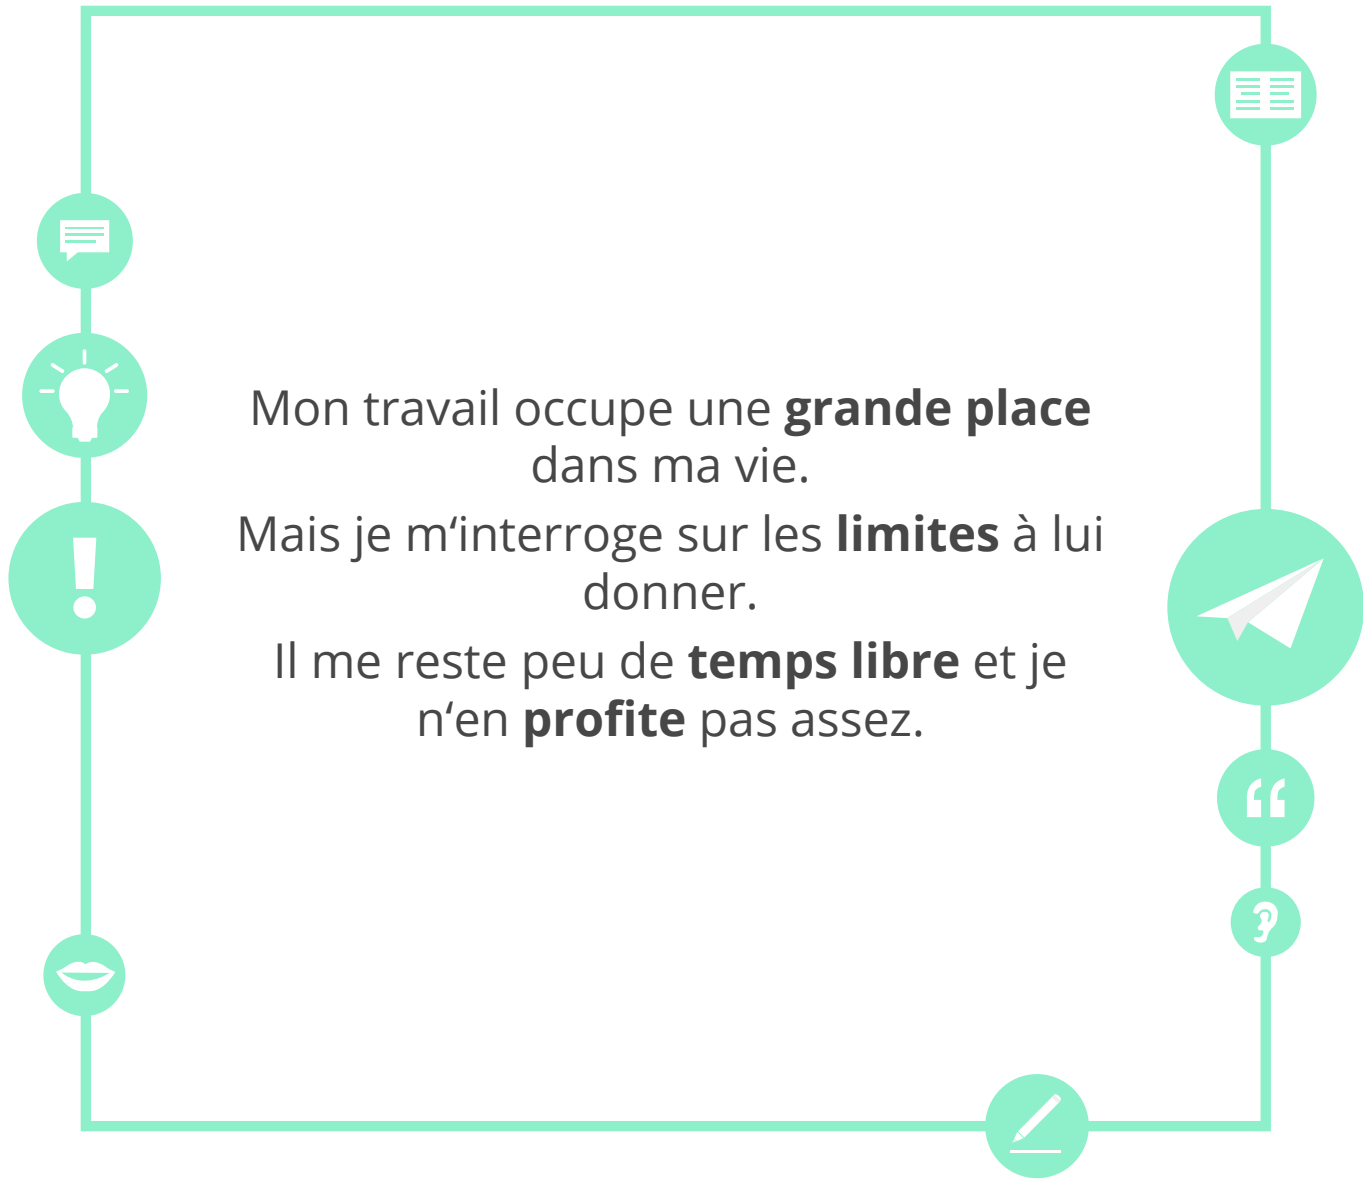 Mon travail occupe une grande place
dans ma vie.
Mais je m‘interroge sur les limites à lui
donner.
Il me reste peu de temps libre et je
n‘en profite pas assez.